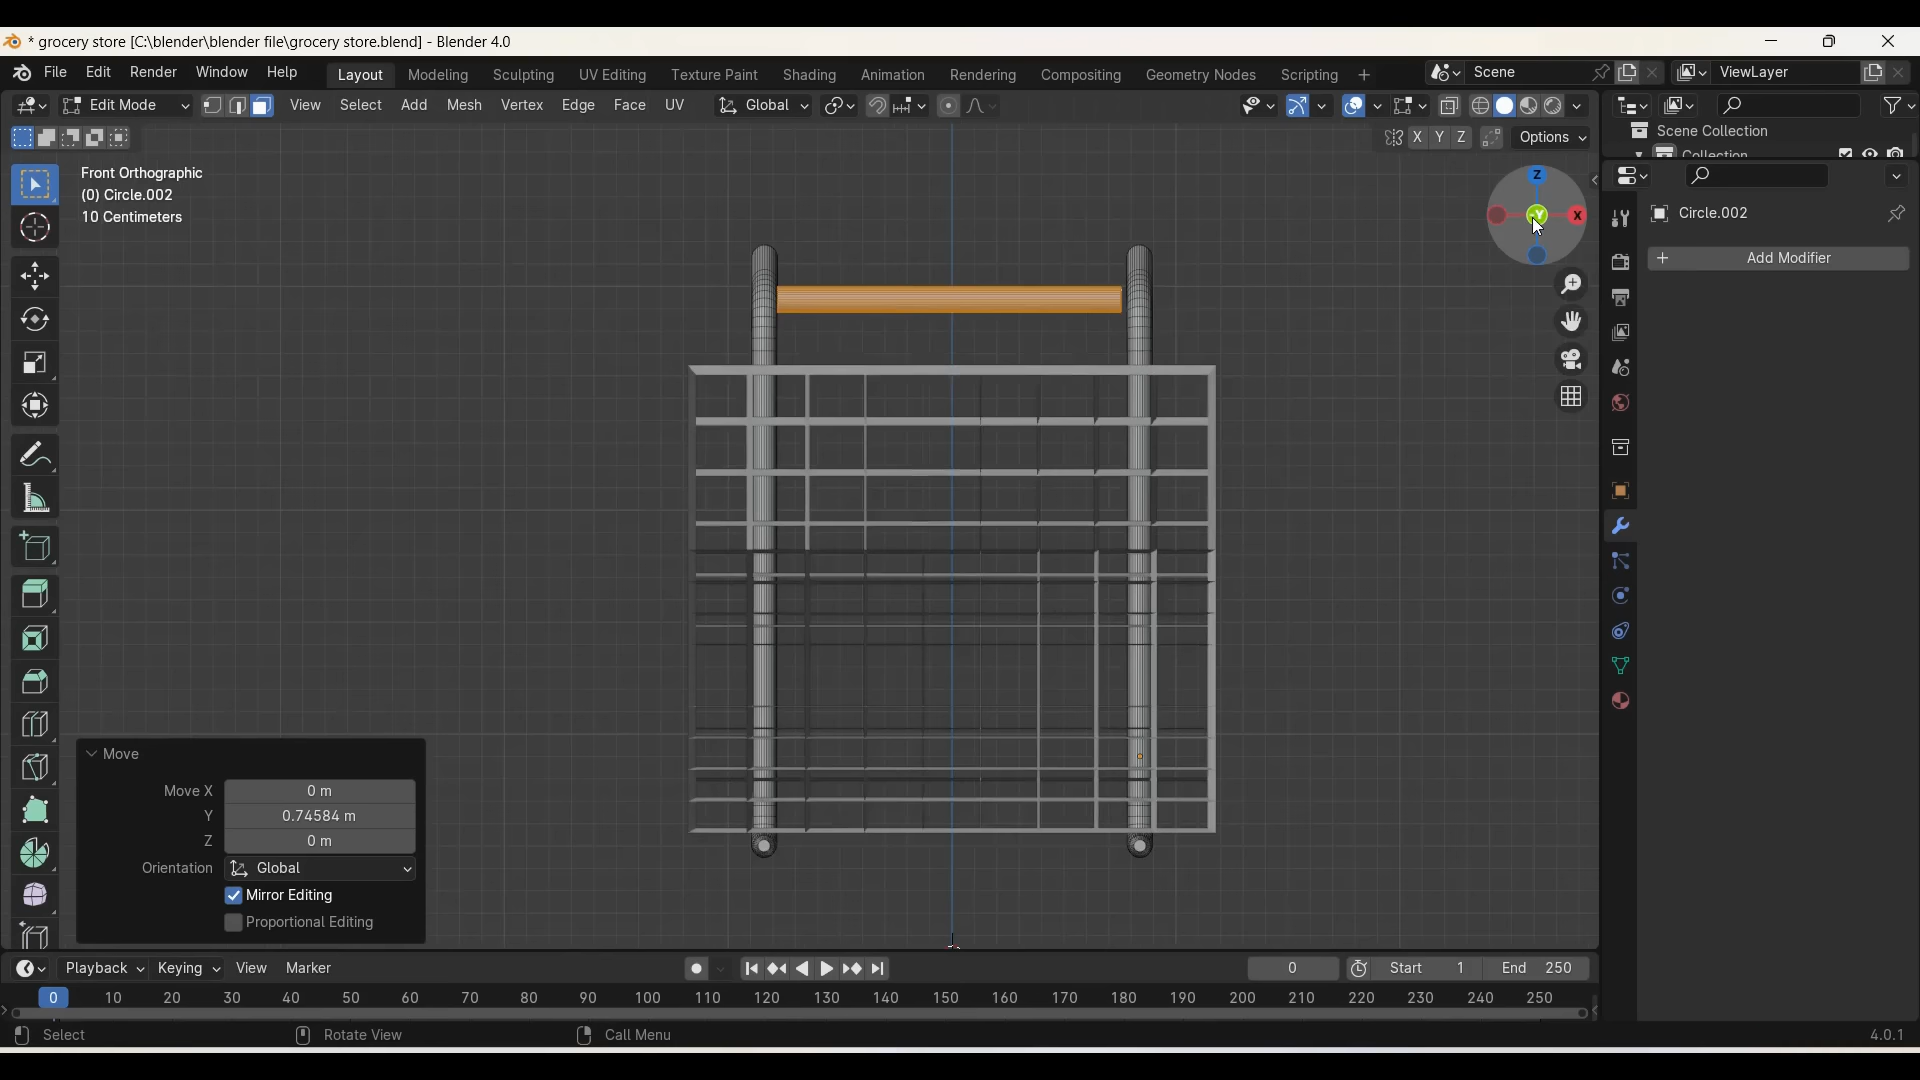 * grocery store [C:\blender\blender file\grocery store.blend] - Blender 4.0
File Edit Render Window Help Layout Modeling Sculpting UV Editing Texture Paint Shading Animation Rendering Compositing Geometry Nodes Scripting + Scene ViewLayer
Edit Mode View Select Add Mesh Vertex Edge Face UV Global
Scene Collection
X Y Z Options
Collection
Front Orthographic
(0) Circle.002
10 Centimeters
Z
-Y X
Circle.002
+ Add Modifier
Move
Move X 0 m
Y 0.74584 m
Z 0 m
Orientation Global
Mirror Editing
Proportional Editing
Playback Keying View Marker 0 Start 1 End 250
0 10 20 30 40 50 60 70 80 90 100 110 120 130 140 150 160 170 180 190 200 210 220 230 240 250
Select Rotate View Call Menu 4.0.1